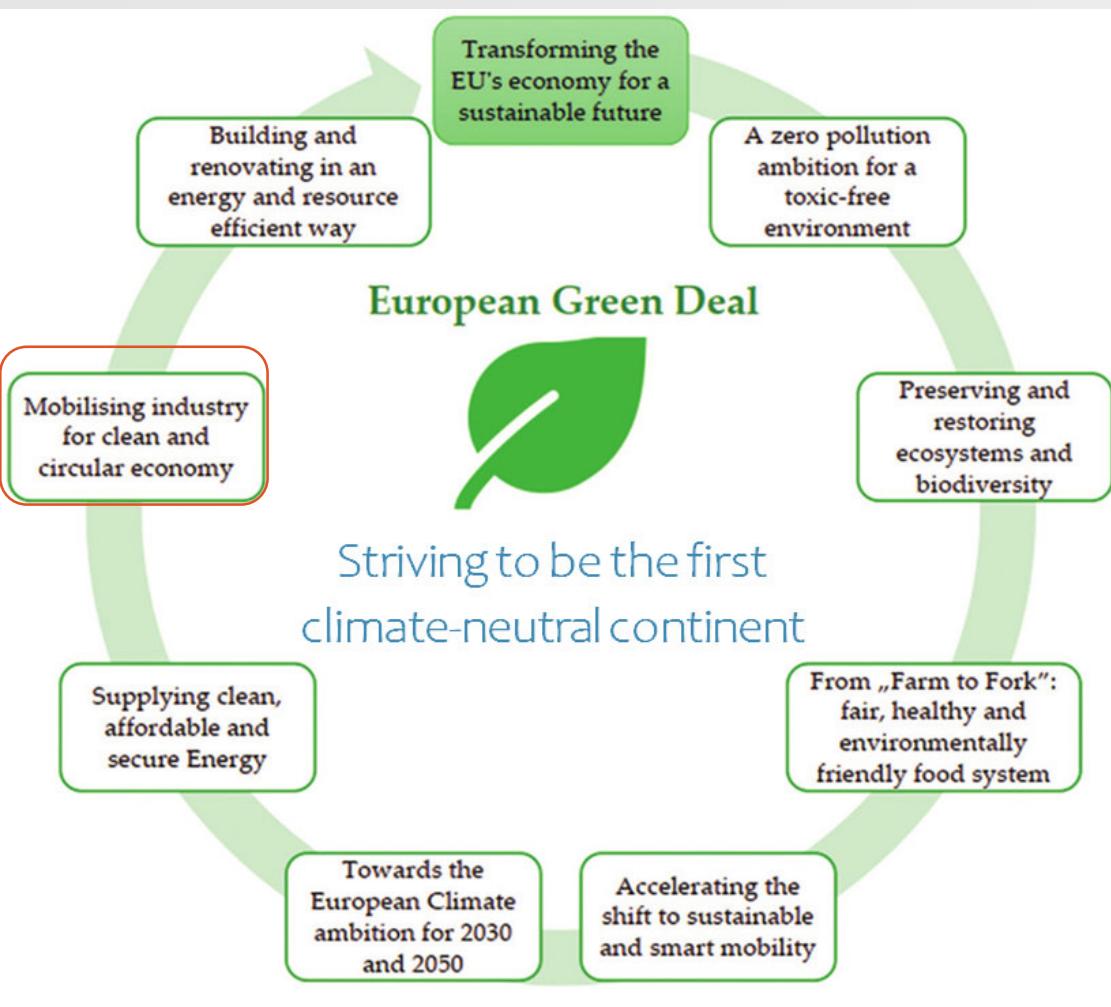 Transforming the
EU's economy for a
sustainable future
A zero pollution
ambition for a
toxic-free
environment
Preserving and
restoring
ecosystems and
biodiversity
From „Farm to Fork”:
fair, healthy and
environmentally
friendly food system
Accelerating the
shift to sustainable
and smart mobility
Towards the
European Climate
ambition for 2030
and 2050
Supplying clean,
affordable and
secure Energy
Mobilising industry
for clean and
circular economy
Building and
renovating in an
energy and resource
efficient way
European Green Deal
Striving to be the first
climate-neutral continent